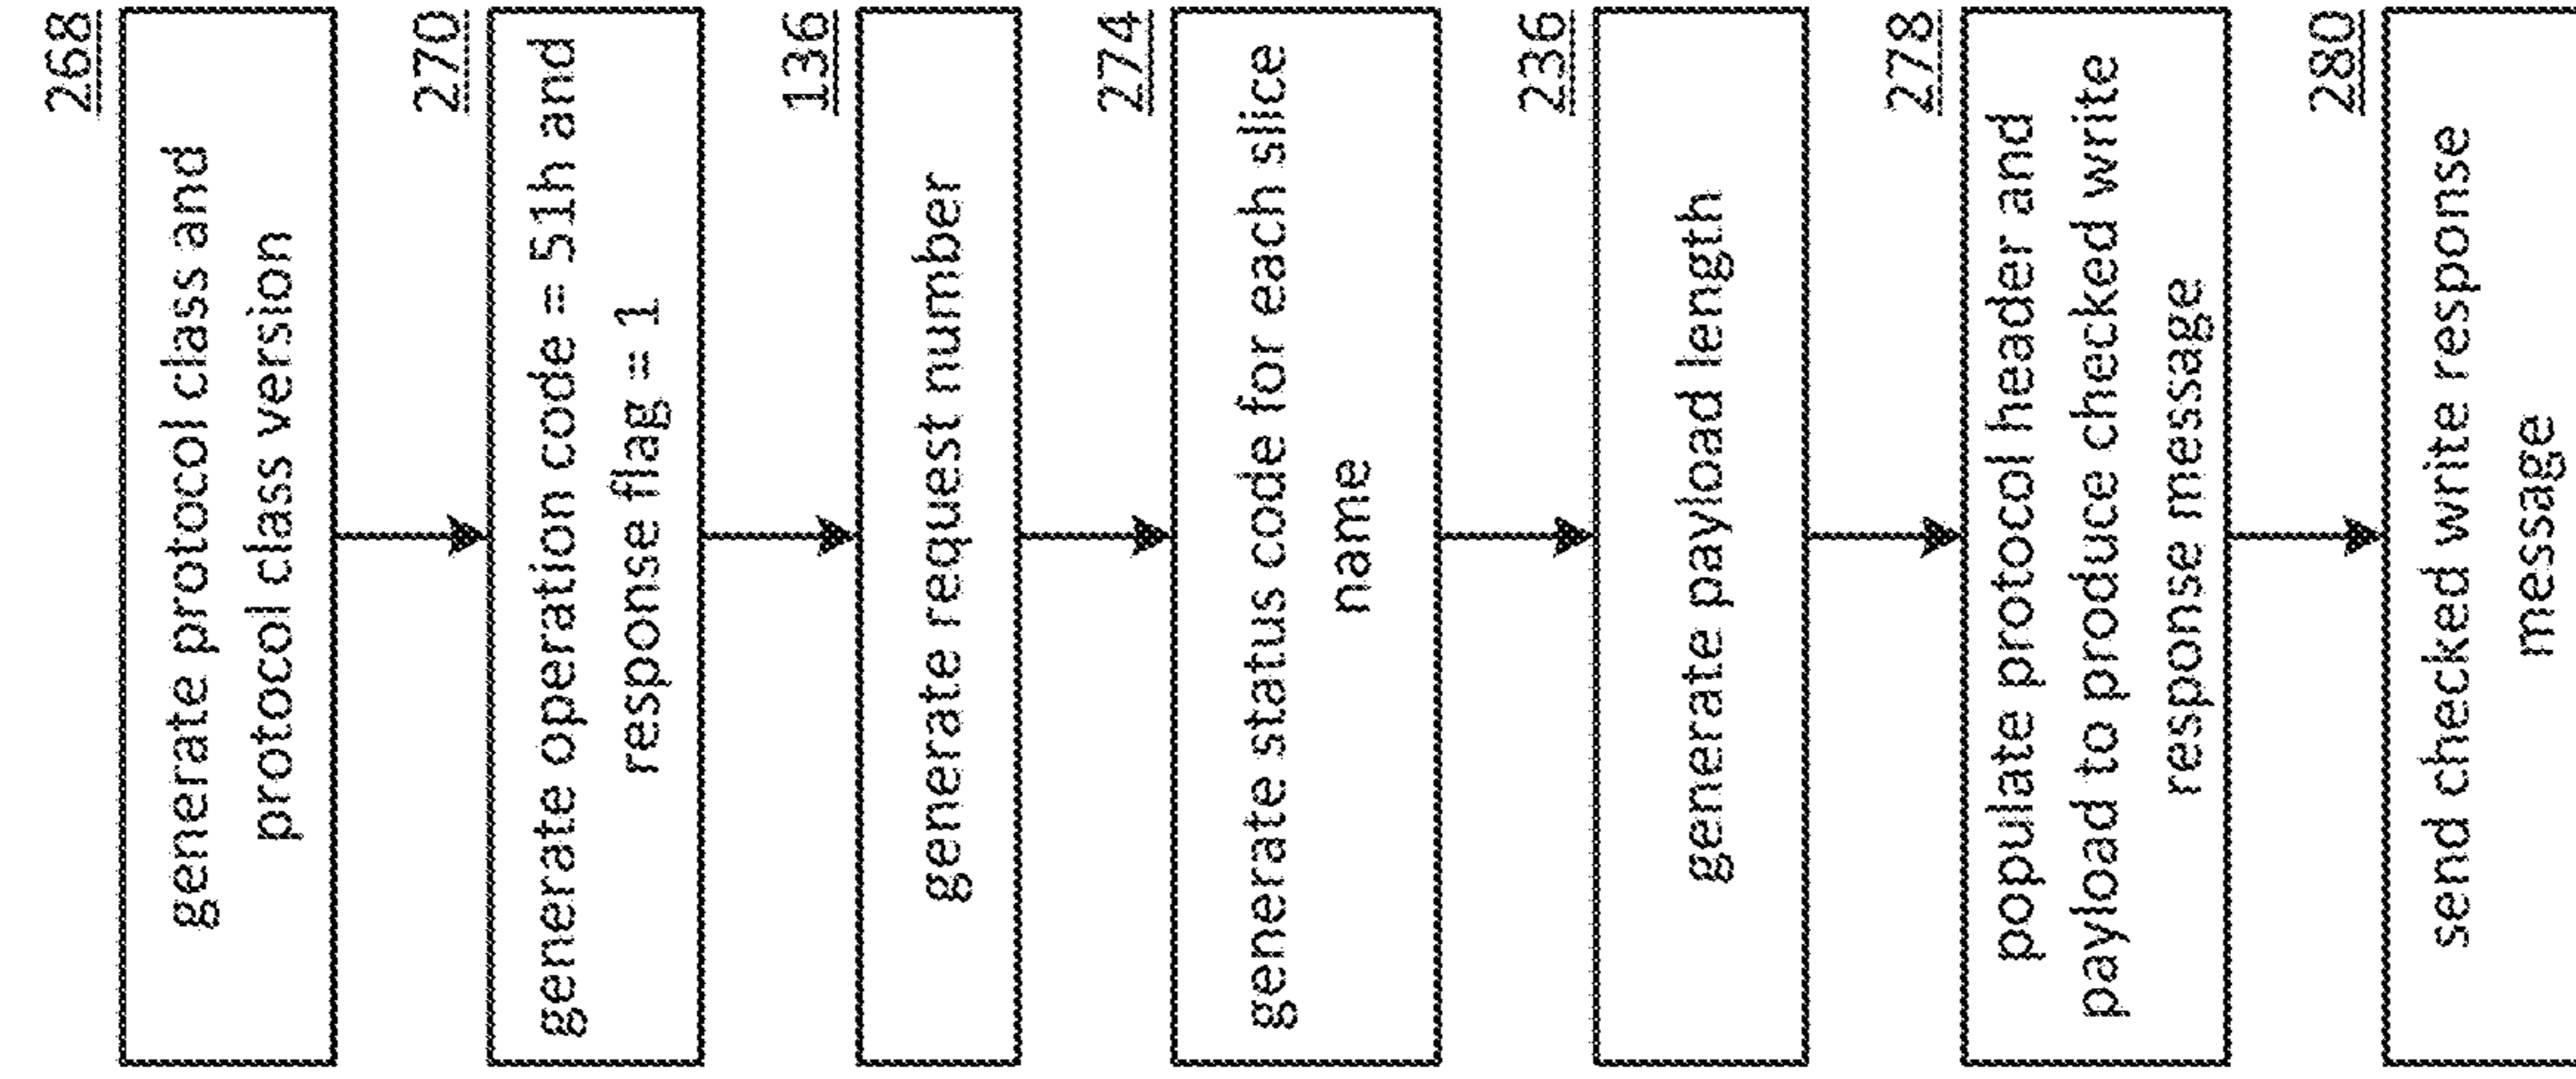 268
generate protocol class and
protocol class version
270
generate operation code = 51h and
response flag = 1
136
generate request number
274
generate status code for each slice
name
236
generate payload length
278
populate protocol header and
payload to produce checked write
response message
280
send checked write response
message